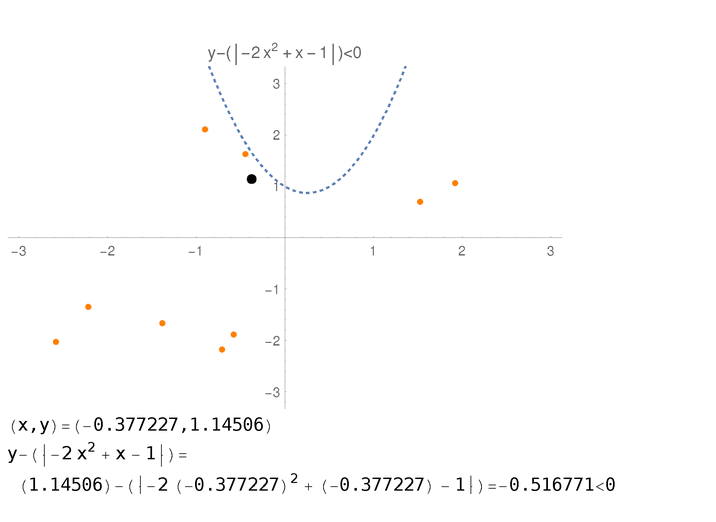 y−(|−2x²+x−1|)<0
3
2
1
−3 −2 −1 1 2 3
−1
−2
−3
(x,y)=(−0.377227,1.14506)
y−(|−2x²+x−1|)=
(1.14506)−(|−2 (−0.377227)²+(−0.377227)−1|)=−0.516771<0